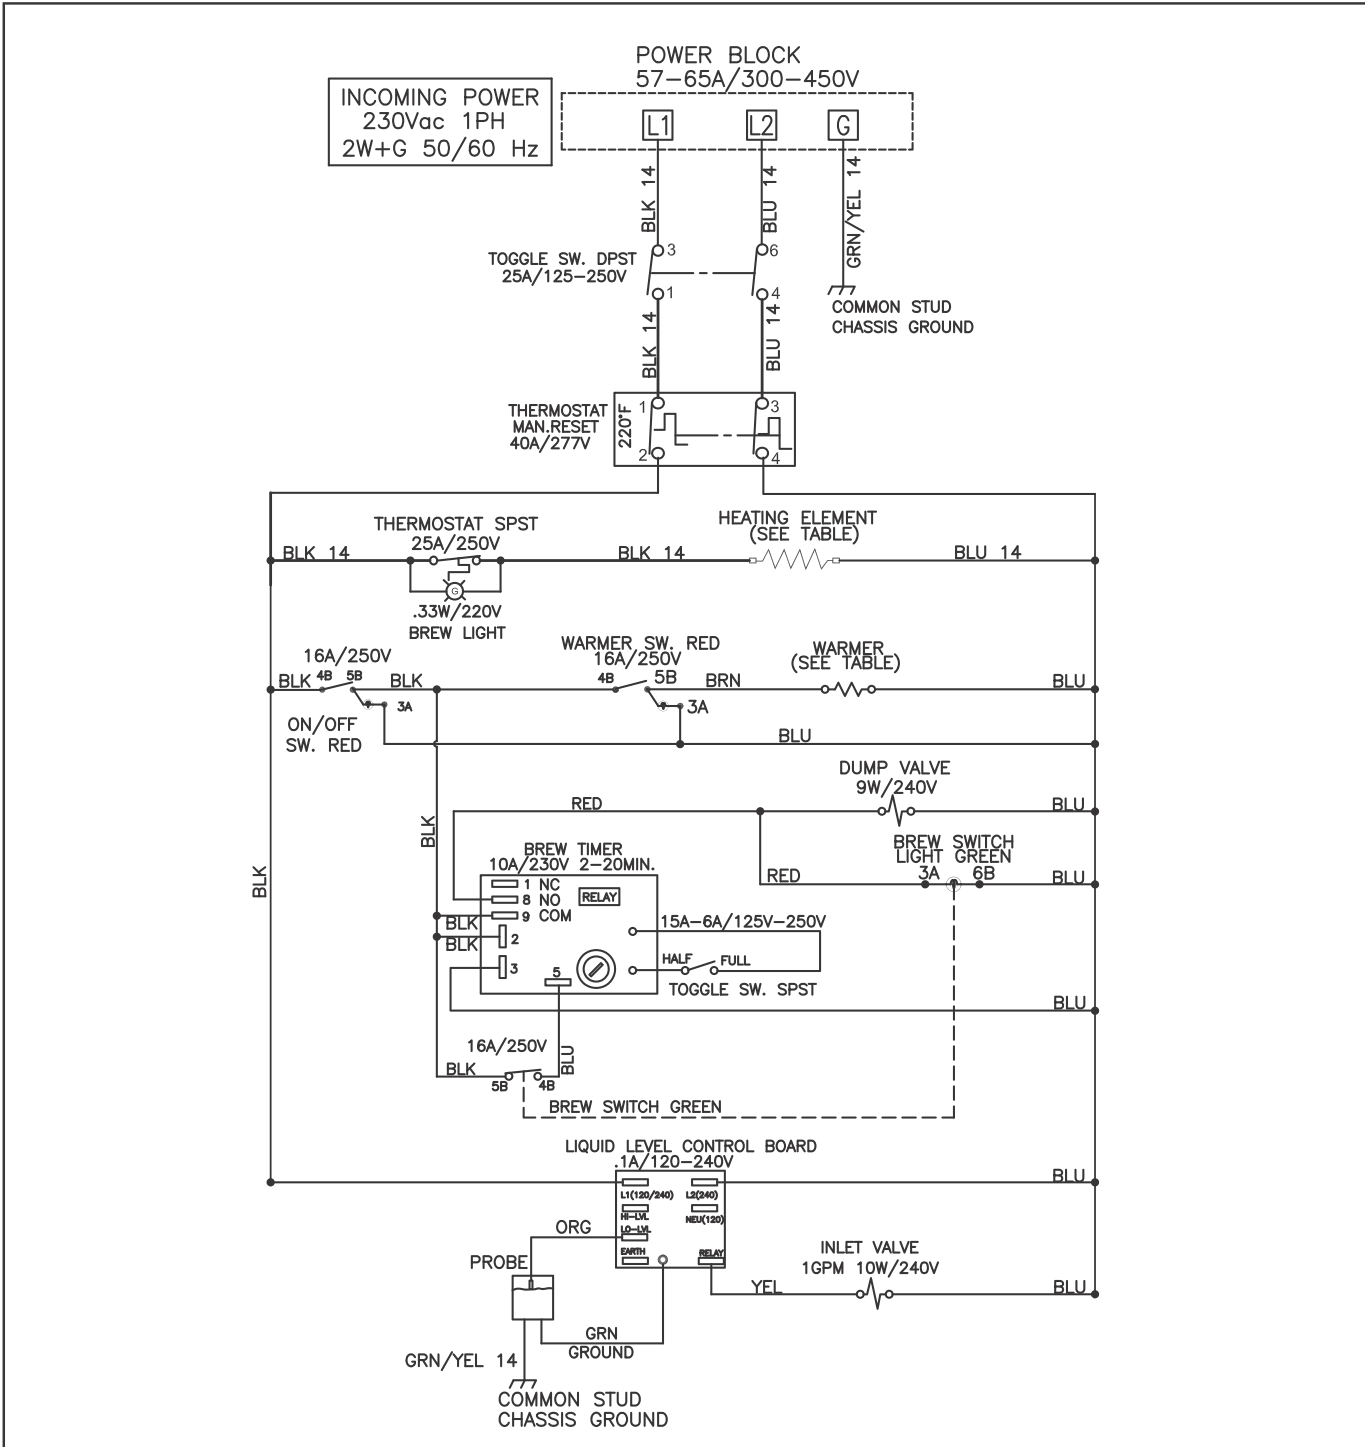 POWER BLOCK
57-65A/300-450V
INCOMING POWER
230Vac 1PH
2W+G 50/60 Hz
L1
L2
G
BLK 14
BLU 14
GRN/YEL 14
TOGGLE SW. DPST
25A/125-250V
3
6
1
4
COMMON STUD
CHASSIS GROUND
BLK 14
BLU 14
THERMOSTAT
MAN.RESET
40A/277V
220°F
1
3
2
4
THERMOSTAT SPST
25A/250V
HEATING ELEMENT
(SEE TABLE)
BLK 14
BLK 14
BLU 14
G
.33W/220V
BREW LIGHT
16A/250V
WARMER SW. RED
16A/250V
WARMER
(SEE TABLE)
BLK
4B
5B
BLK
4B
5B
BRN
BLU
3A
3A
ON/OFF
SW. RED
BLU
DUMP VALVE
9W/240V
RED
BLU
BLK
BREW SWITCH
LIGHT GREEN
3A
6B
RED
BLU
BLK
BREW TIMER
10A/230V 2-20MIN.
1 NC
8 NO
9 COM
RELAY
BLK
BLK
2
3
5
15A-6A/125V-250V
HALF
FULL
TOGGLE SW. SPST
BLU
16A/250V
BLK
BLU
5B
4B
BREW SWITCH GREEN
LIQUID LEVEL CONTROL BOARD
.1A/120-240V
BLU
L1(120/240)
L2(240)
HI-LVL
NEU(120)
LO-LVL
EARTH
RELAY
ORG
PROBE
INLET VALVE
1GPM 10W/240V
YEL
BLU
GRN
GROUND
GRN/YEL 14
COMMON STUD
CHASSIS GROUND